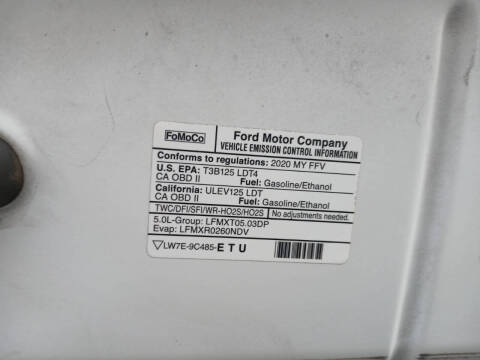 FoMoCo
Ford Motor Company
VEHICLE EMISSION CONTROL INFORMATION
Conforms to regulations: 2020 MY FFV
U.S. EPA: T3B125 LDT4
CA OBD II Fuel: Gasoline/Ethanol
California: ULEV125 LDT
CA OBD II Fuel: Gasoline/Ethanol
TWC/DFI/SFI/WR-HO2S/HO2S No adjustments needed.
5.0L-Group: LFMXT05.03DP
Evap: LFMXR0260NDV
LW7E-9C485-ETU